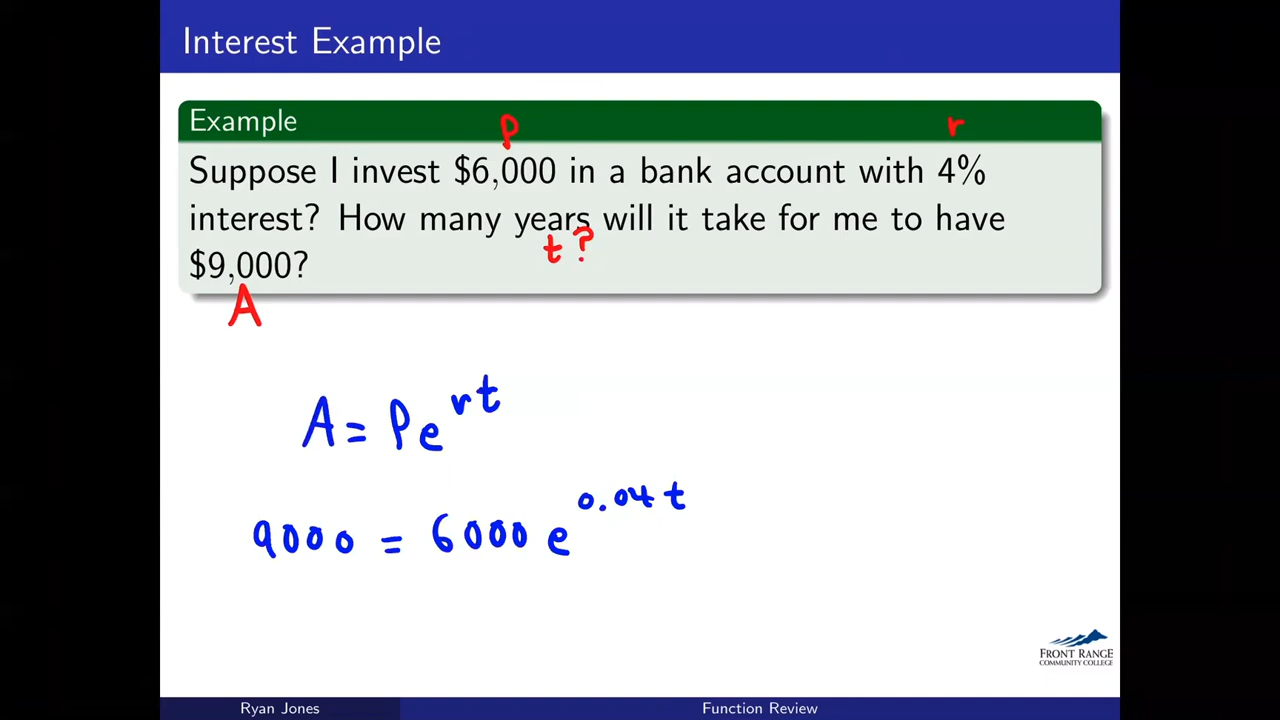 Interest Example
Example
P
r
Suppose I invest $6,000 in a bank account with 4%
interest? How many years will it take for me to have
t?
$9,000?
A
A = Pe^rt
9000 = 6000 e^0.04t
FRONT RANGE
COMMUNITY COLLEGE
Ryan Jones
Function Review